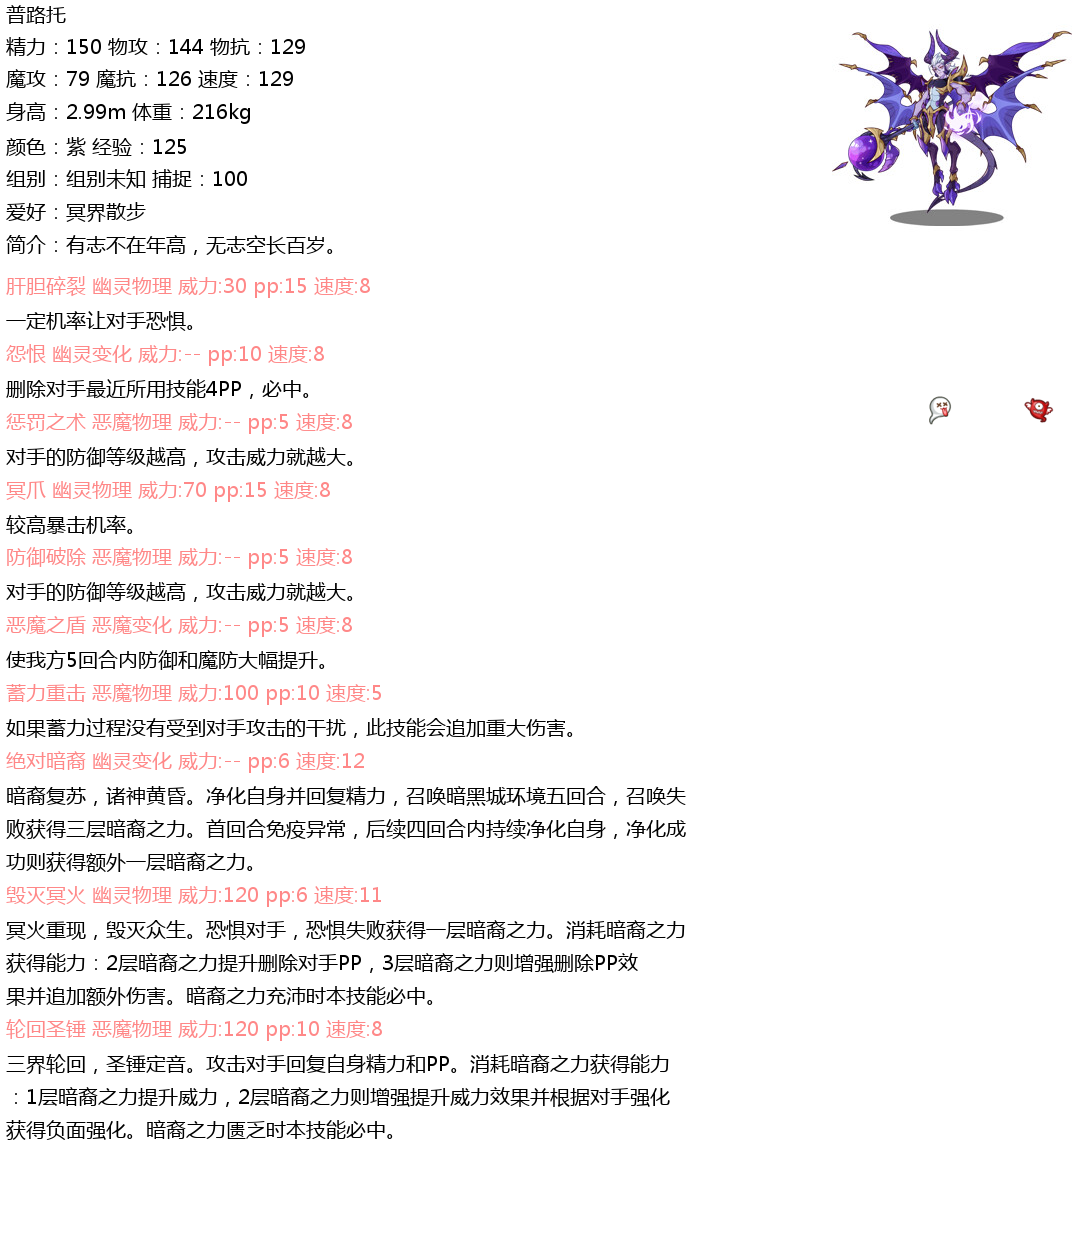 普路托
精力：150 物攻：144 物抗：129
魔攻：79 魔抗：126 速度：129
身高：2.99m 体重：216kg
颜色：紫 经验：125
组别：组别未知 捕捉：100
爱好：冥界散步
简介：有志不在年高，无志空长百岁。
肝胆碎裂 幽灵物理 威力:30 pp:15 速度:8
一定机率让对手恐惧。
怨恨 幽灵变化 威力:-- pp:10 速度:8
删除对手最近所用技能4PP，必中。
惩罚之术 恶魔物理 威力:-- pp:5 速度:8
对手的防御等级越高，攻击威力就越大。
冥爪 幽灵物理 威力:70 pp:15 速度:8
较高暴击机率。
防御破除 恶魔物理 威力:-- pp:5 速度:8
对手的防御等级越高，攻击威力就越大。
恶魔之盾 恶魔变化 威力:-- pp:5 速度:8
使我方5回合内防御和魔防大幅提升。
蓄力重击 恶魔物理 威力:100 pp:10 速度:5
如果蓄力过程没有受到对手攻击的干扰，此技能会追加重大伤害。
绝对暗裔 幽灵变化 威力:-- pp:6 速度:12
暗裔复苏，诸神黄昏。净化自身并回复精力，召唤暗黑城环境五回合，召唤失
败获得三层暗裔之力。首回合免疫异常，后续四回合内持续净化自身，净化成
功则获得额外一层暗裔之力。
毁灭冥火 幽灵物理 威力:120 pp:6 速度:11
冥火重现，毁灭众生。恐惧对手，恐惧失败获得一层暗裔之力。消耗暗裔之力
获得能力：2层暗裔之力提升删除对手PP，3层暗裔之力则增强删除PP效
果并追加额外伤害。暗裔之力充沛时本技能必中。
轮回圣锤 恶魔物理 威力:120 pp:10 速度:8
三界轮回，圣锤定音。攻击对手回复自身精力和PP。消耗暗裔之力获得能力
：1层暗裔之力提升威力，2层暗裔之力则增强提升威力效果并根据对手强化
获得负面强化。暗裔之力匮乏时本技能必中。